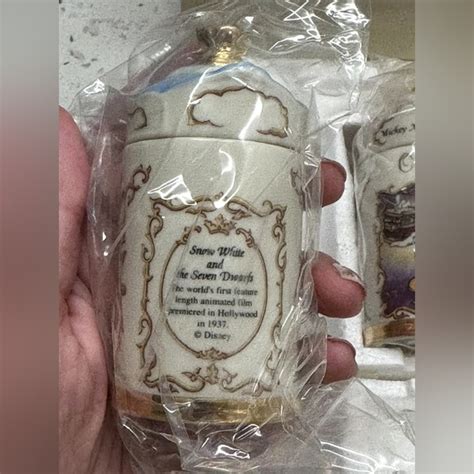 Snow White
and
the Seven Dwarfs
The world's first feature
length animated film
premiered in Hollywood
in 1937.
© Disney
Mickey